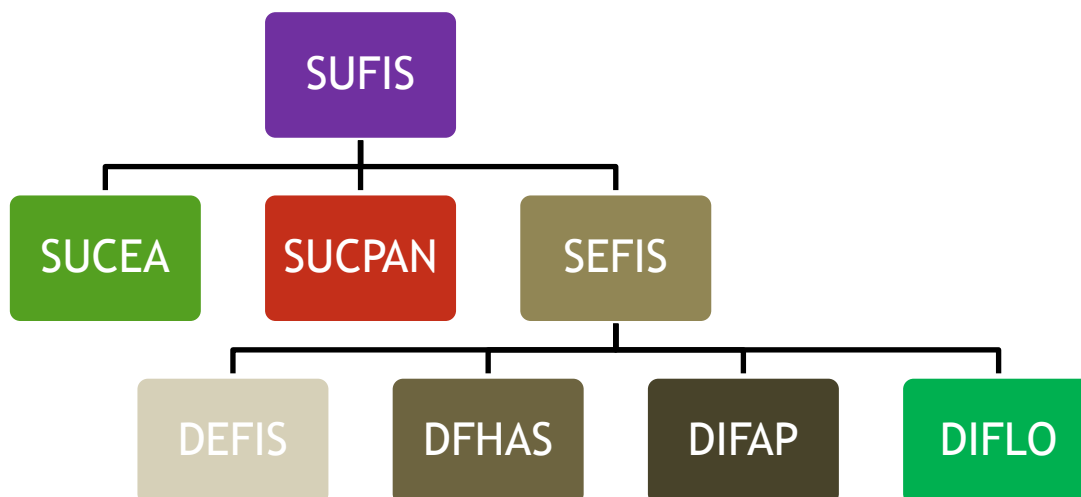 SUFIS
SUCEA
SUCPAN
SEFIS
DEFIS
DFHAS
DIFAP
DIFLO